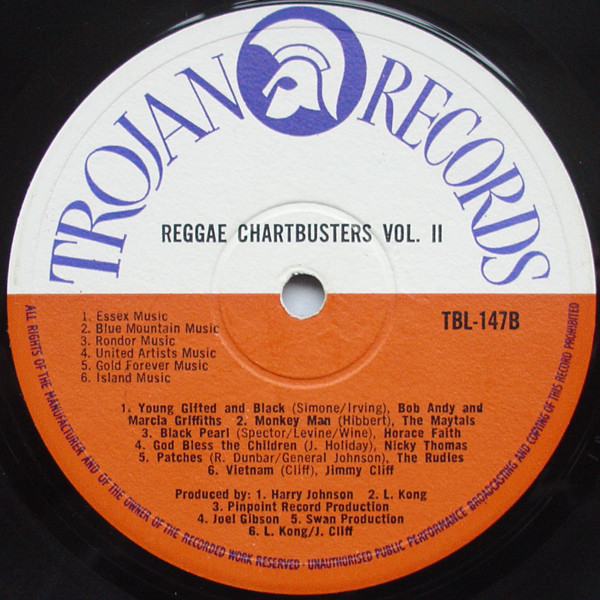 TROJAN RECORDS
REGGAE CHARTBUSTERS VOL. II
TBL-147B
1. Essex Music
2. Blue Mountain Music
3. Rondor Music
4. United Artists Music
5. Gold Forever Music
6. Island Music
1. Young Gifted and Black (Simone/Irving), Bob Andy and
Marcia Griffiths 2. Monkey Man (Hibbert), The Maytals
3. Black Pearl (Spector/Levine/Wine), Horace Faith
4. God Bless the Children (J. Holiday), Nicky Thomas
5. Patches (R. Dunbar/General Johnson), The Rudies
6. Vietnam (Cliff), Jimmy Cliff
Produced by: 1. Harry Johnson 2. L. Kong
3. Pinpoint Record Production
4. Joel Gibson 5. Swan Production
6. L. Kong/J. Cliff
ALL RIGHTS OF THE MANUFACTURER AND OF THE OWNER OF THE RECORDED WORK RESERVED - UNAUTHORISED PUBLIC PERFORMANCE BROADCASTING AND COPYING OF THIS RECORD PROHIBITED